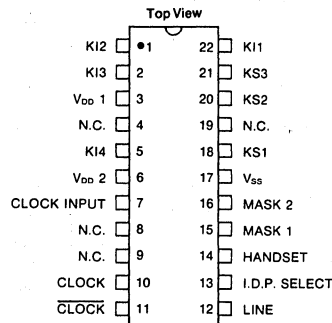 Top View
KI2 1 22 KI1
KI3 2 21 KS3
VDD 1 3 20 KS2
N.C. 4 19 N.C.
KI4 5 18 KS1
VDD 2 6 17 VSS
CLOCK INPUT 7 16 MASK 2
N.C. 8 15 MASK 1
N.C. 9 14 HANDSET
CLOCK 10 13 I.D.P. SELECT
CLOCK 11 12 LINE